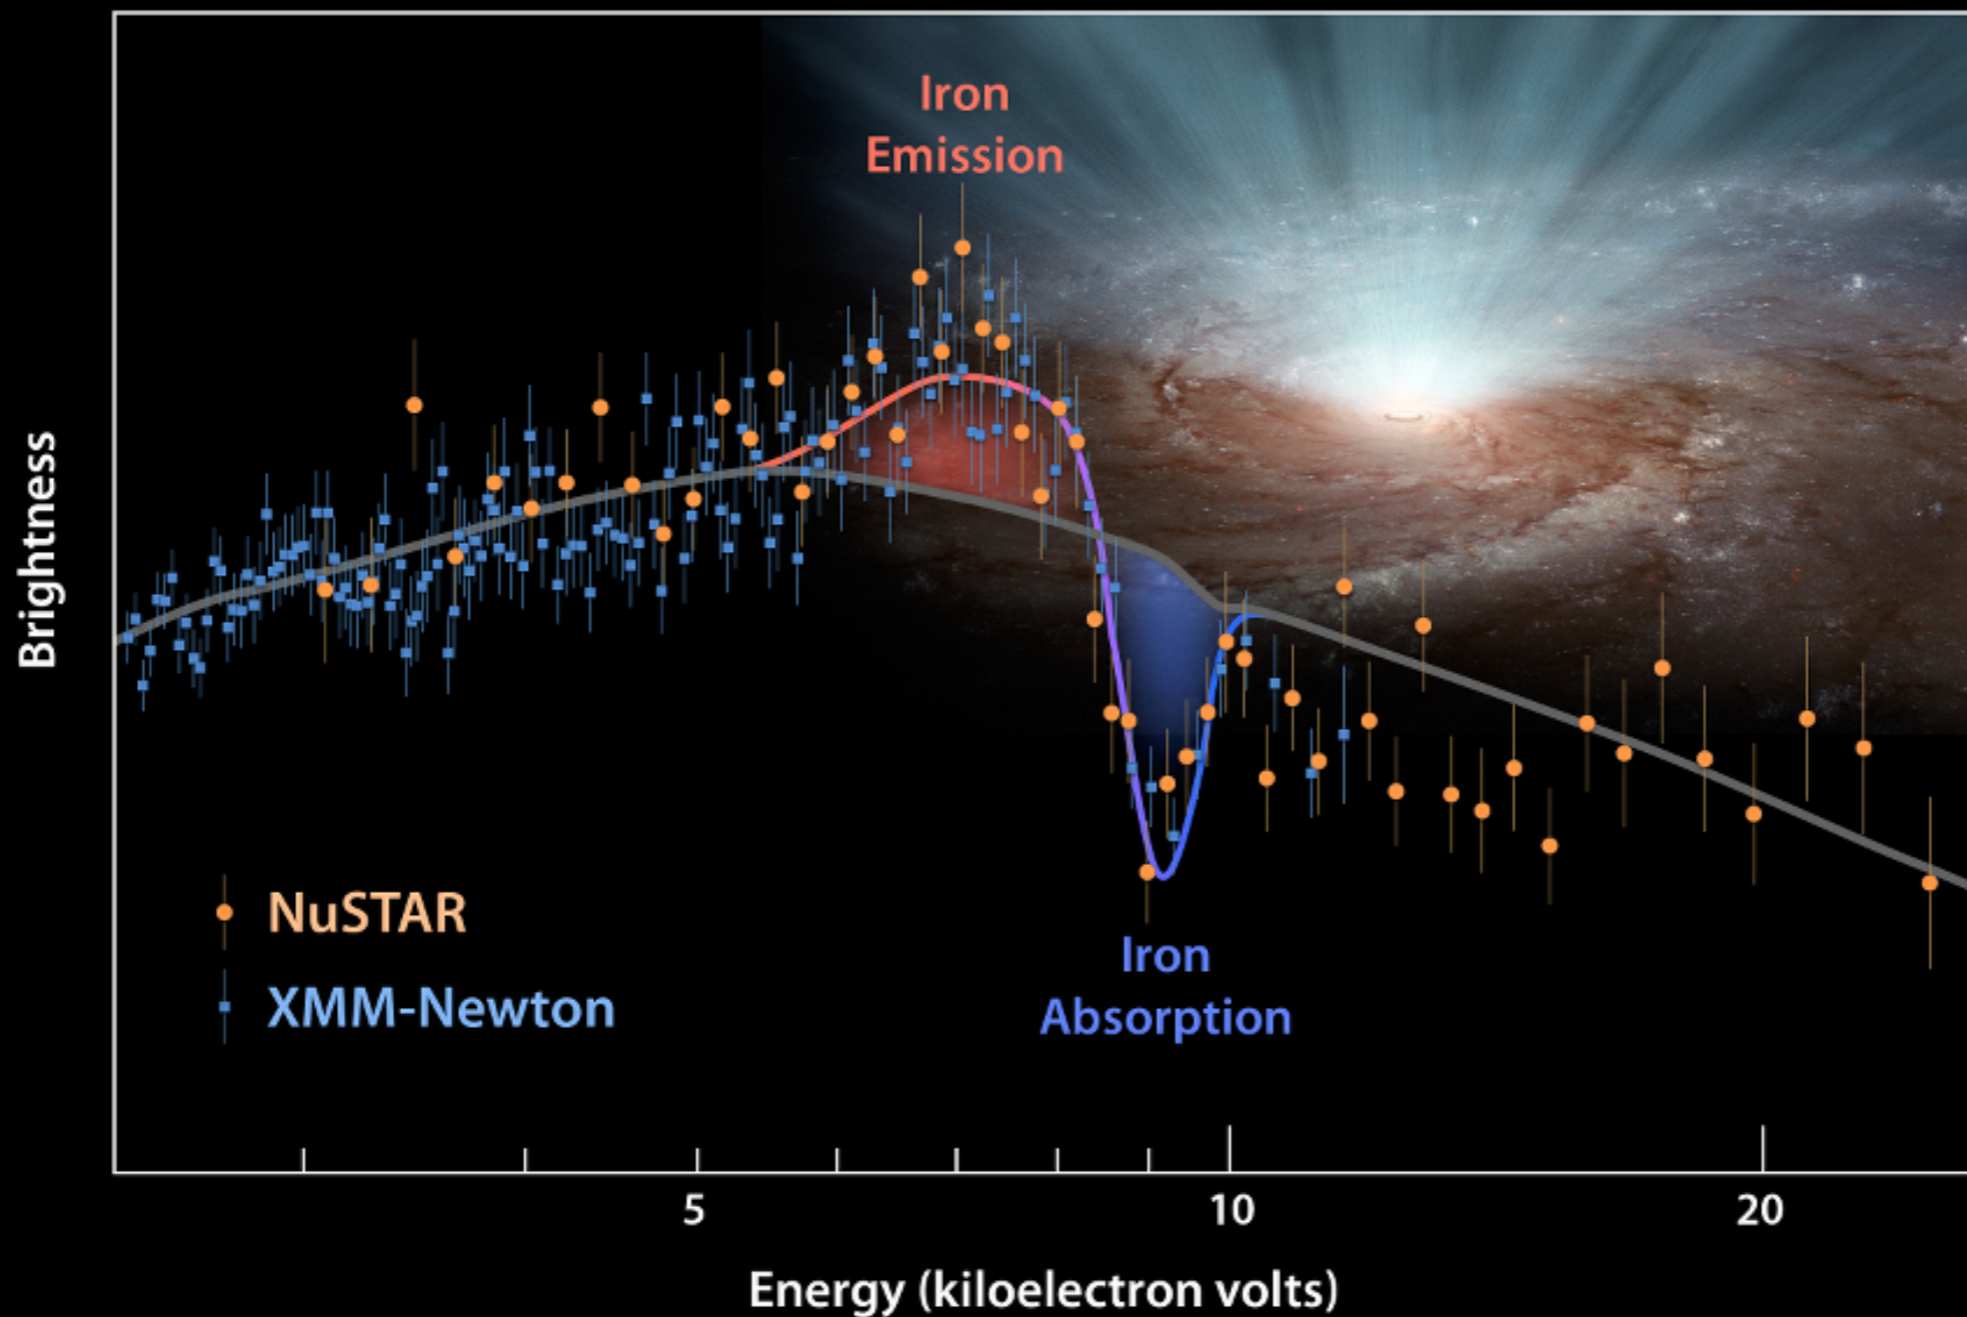 Iron
Emission
Brightness
NuSTAR
XMM-Newton
Iron
Absorption
5
10
20
Energy (kiloelectron volts)